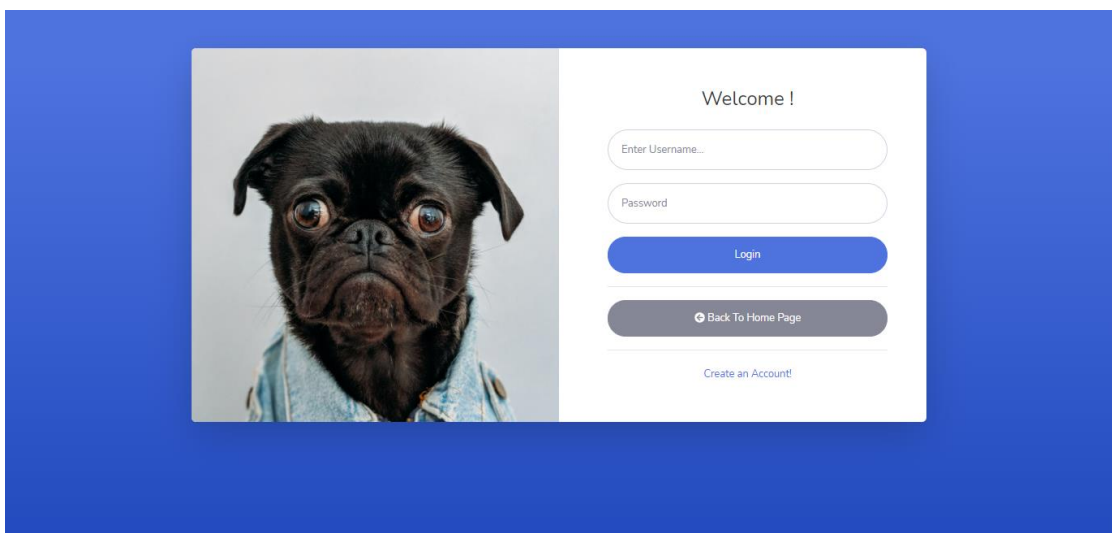 Welcome !
Enter Username...
Password
Login
Back To Home Page
Create an Account!